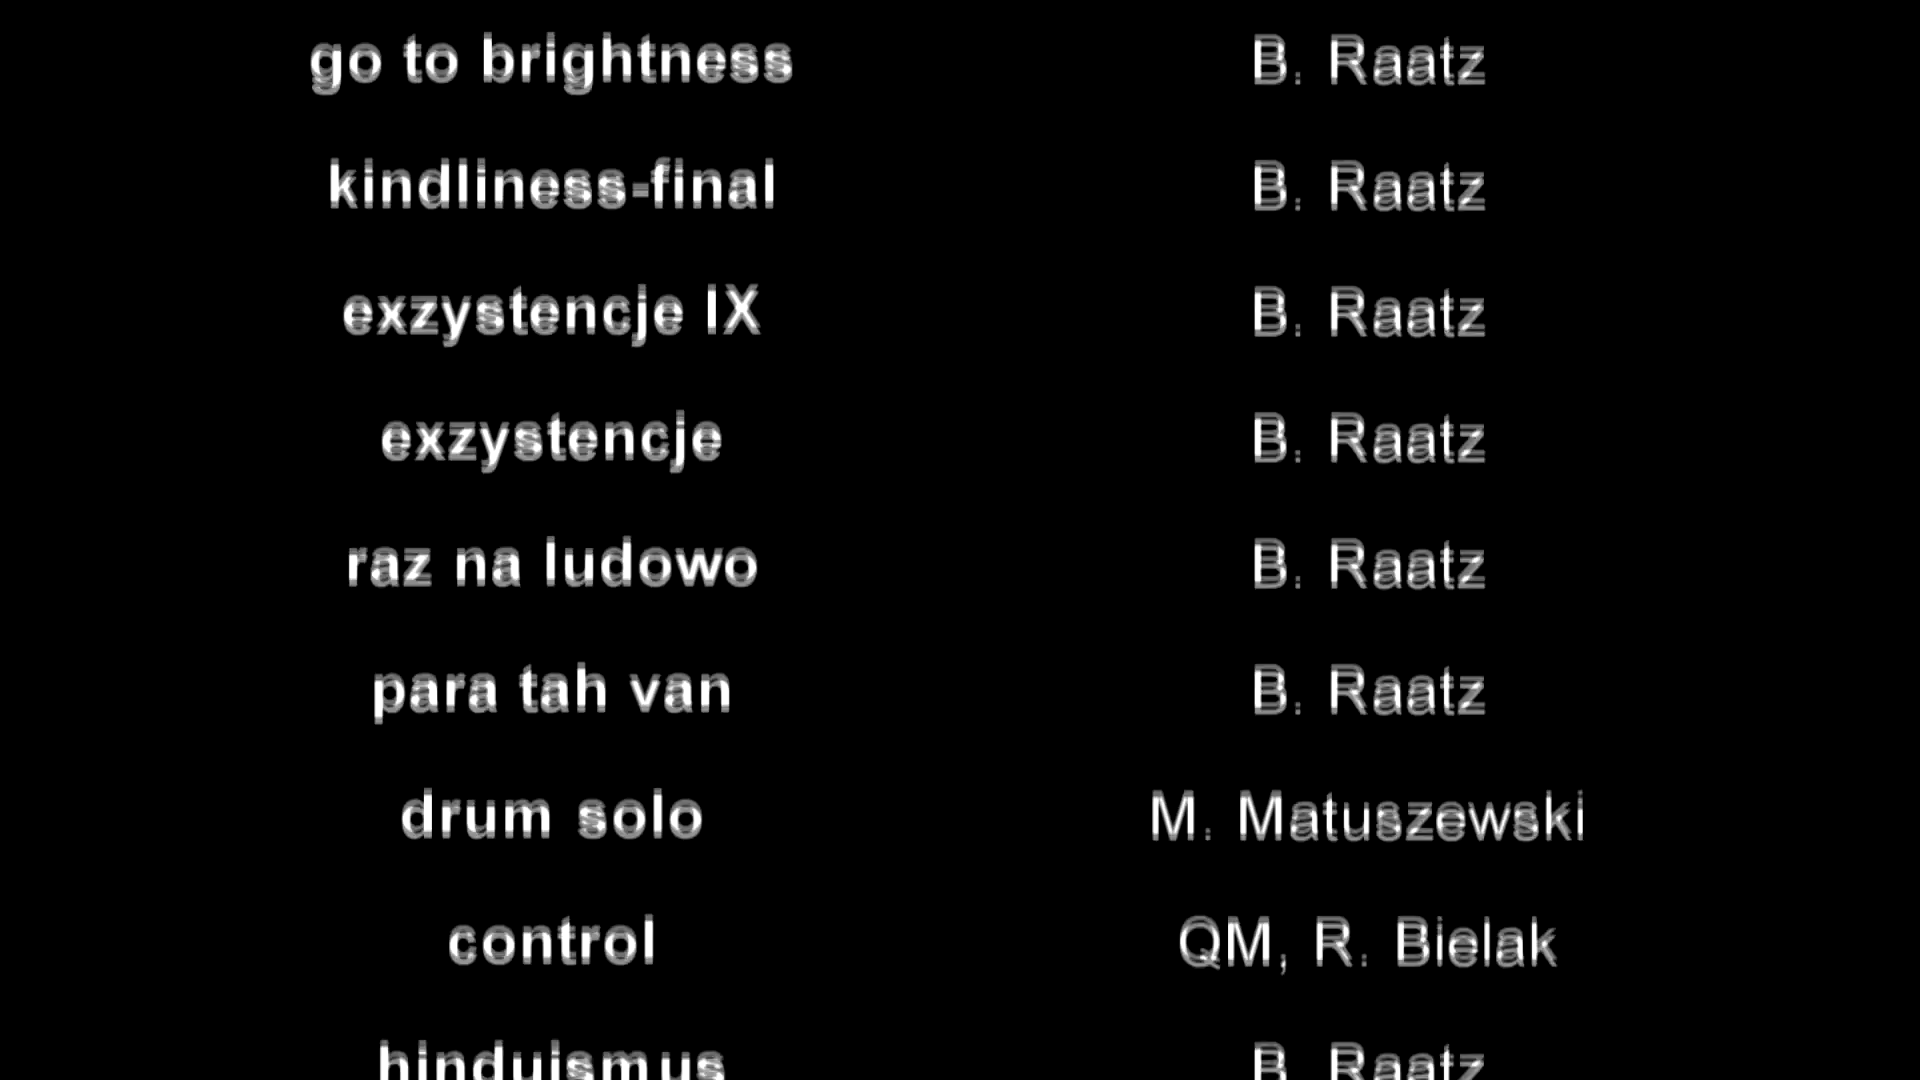 go to brightness B. Raatz
kindliness-final B. Raatz
exzystencje IX B. Raatz
exzystencje B. Raatz
raz na ludowo B. Raatz
para tah van B. Raatz
drum solo M. Matuszewski
control QM, R. Bielak
hinduismus B. Raatz